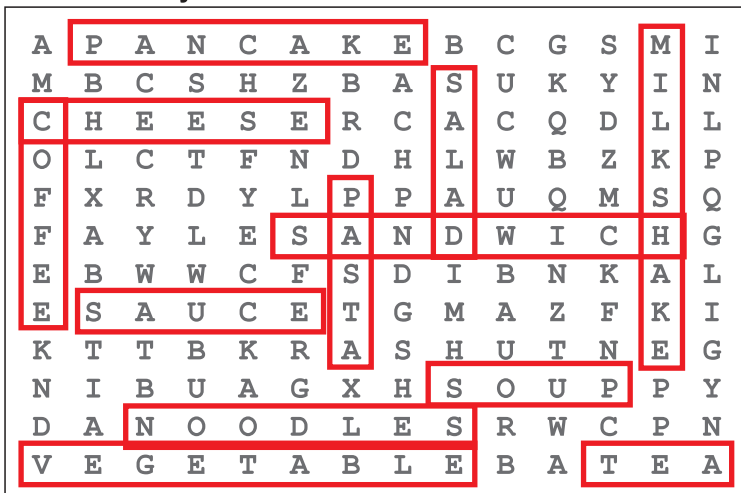 A P A N C A K E B C G S M I
M B C S H Z B A S U K Y I N
C H E E S E R C A C Q D L L
O L C T F N D H L W B Z K P
F X R D Y L P P A U Q M S Q
F A Y L E S A N D W I C H G
E B W W C F S D I B N K A L
E S A U C E T G M A Z F K I
K T T B K R A S H U T N E G
N I B U A G X H S O U P P Y
D A N O O D L E S R W C P N
V E G E T A B L E B A T E A